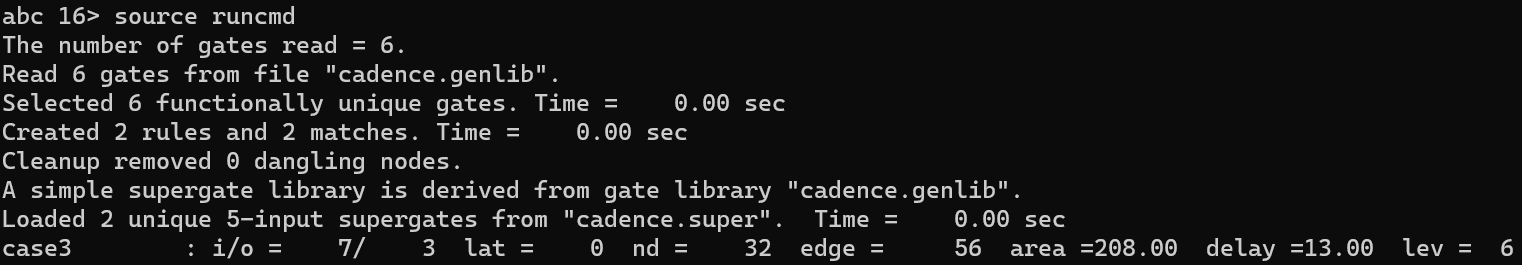 abc 16> source runcmd
The number of gates read = 6.
Read 6 gates from file "cadence.genlib".
Selected 6 functionally unique gates. Time =    0.00 sec
Created 2 rules and 2 matches. Time =    0.00 sec
Cleanup removed 0 dangling nodes.
A simple supergate library is derived from gate library "cadence.genlib".
Loaded 2 unique 5-input supergates from "cadence.super".  Time =    0.00 sec
case3        : i/o =    7/    3  lat =    0  nd =    32  edge =     56  area =208.00  delay =13.00  lev =  6